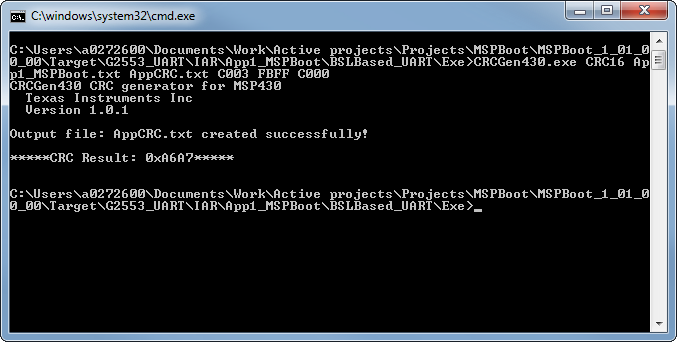 C:\windows\system32\cmd.exe
C:\Users\a0272600\Documents\Work\Active projects\Projects\MSPBoot\MSPBoot_1_01_0
0_00\Target\G2553_UART\IAR\App1_MSPBoot\BSLBased_UART\Exe>CRCGen430.exe CRC16 Ap
p1_MSPBoot.txt AppCRC.txt C003 FBFF C000
CRCGen430 CRC generator for MSP430
Texas Instruments Inc
Version 1.0.1
Output file: AppCRC.txt created successfully!
*****CRC Result: 0xA6A7*****
C:\Users\a0272600\Documents\Work\Active projects\Projects\MSPBoot\MSPBoot_1_01_0
0_00\Target\G2553_UART\IAR\App1_MSPBoot\BSLBased_UART\Exe>_